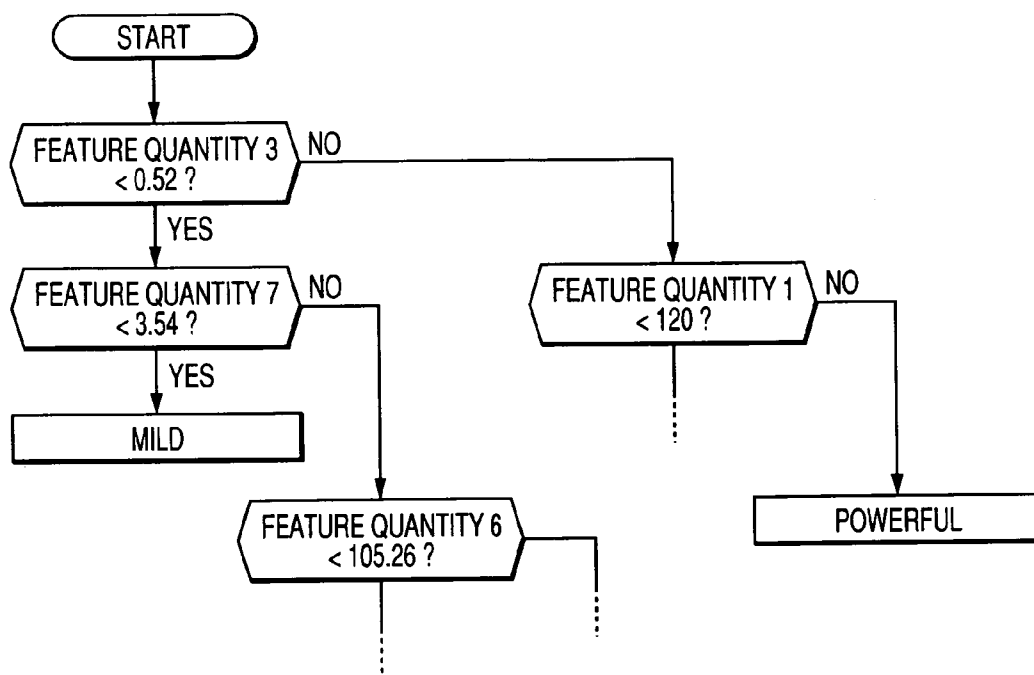 START
FEATURE QUANTITY 3
< 0.52 ?
NO
YES
FEATURE QUANTITY 7
< 3.54 ?
NO
YES
MILD
FEATURE QUANTITY 1
< 120 ?
NO
FEATURE QUANTITY 6
< 105.26 ?
POWERFUL